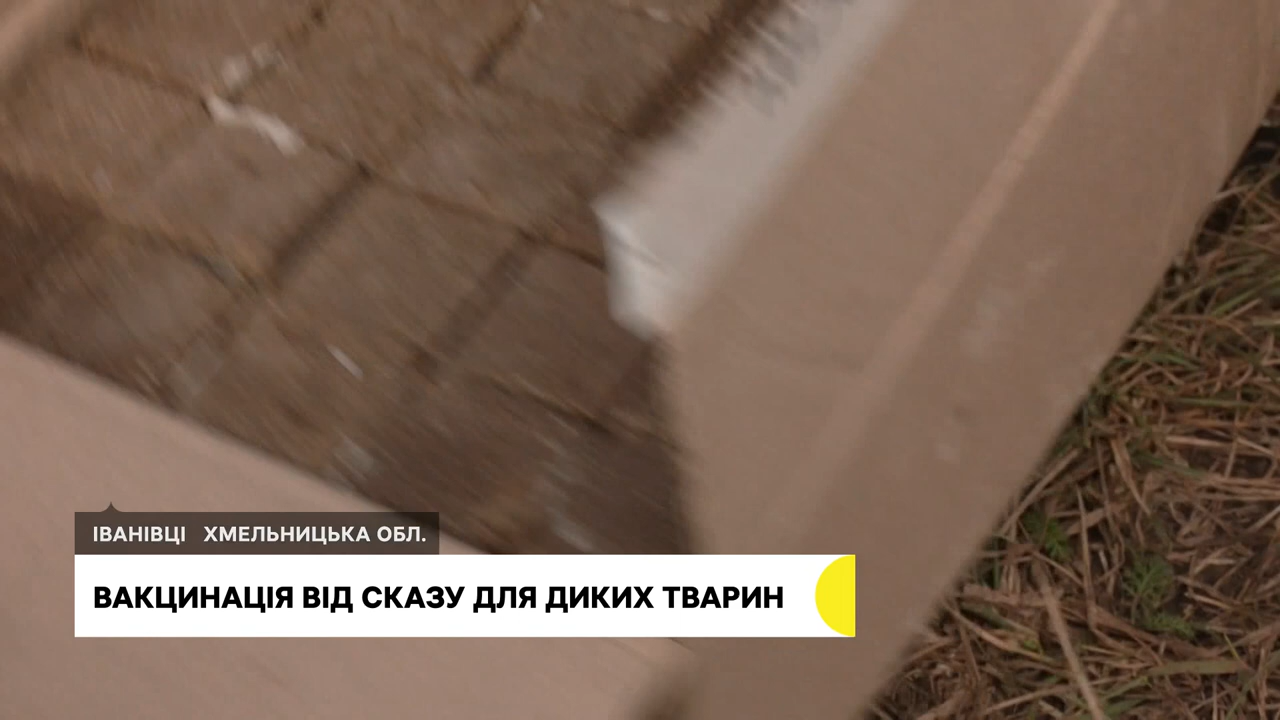 ІВАНІВЦІ ХМЕЛЬНИЦЬКА ОБЛ.
ВАКЦИНАЦІЯ ВІД СКАЗУ ДЛЯ ДИКИХ ТВАРИН